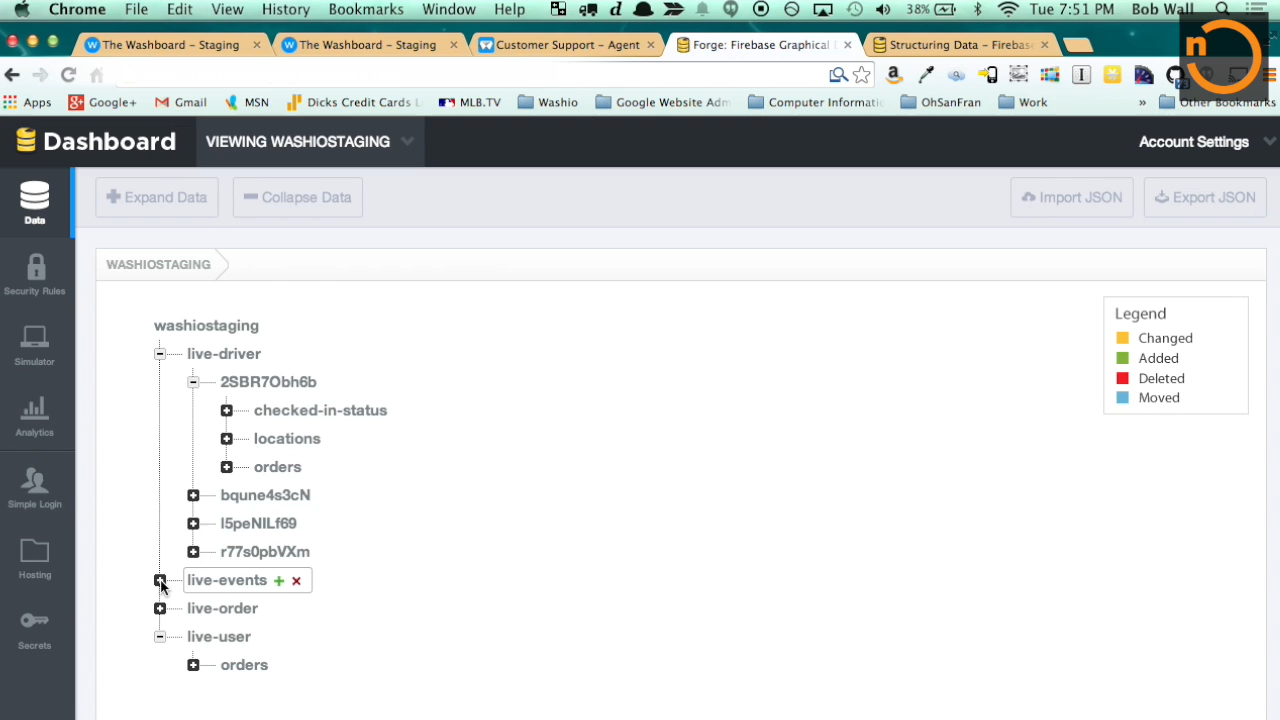 Chrome File Edit View History Bookmarks Window Help d 38% Tue 7:51 PM Bob Wall
The Washboard – Staging × The Washboard – Staging × Customer Support – Agent × Forge: Firebase Graphical × Structuring Data – Firebase ×
n
Apps Google+ Gmail MSN Dicks Credit Cards MLB.TV Washio Google Website Adm Computer Informatic OhSanFran Work » Other Bookmarks
Dashboard VIEWING WASHIOSTAGING Account Settings
Data
Security Rules
Simulator
Analytics
Simple Login
Hosting
Secrets
Expand Data Collapse Data Import JSON Export JSON
WASHIOSTAGING
washiostaging
live-driver
2SBR7Obh6b
checked-in-status
locations
orders
bqune4s3cN
l5peNILf69
r77s0pbVXm
live-events + ×
live-order
live-user
orders
Legend
Changed
Added
Deleted
Moved